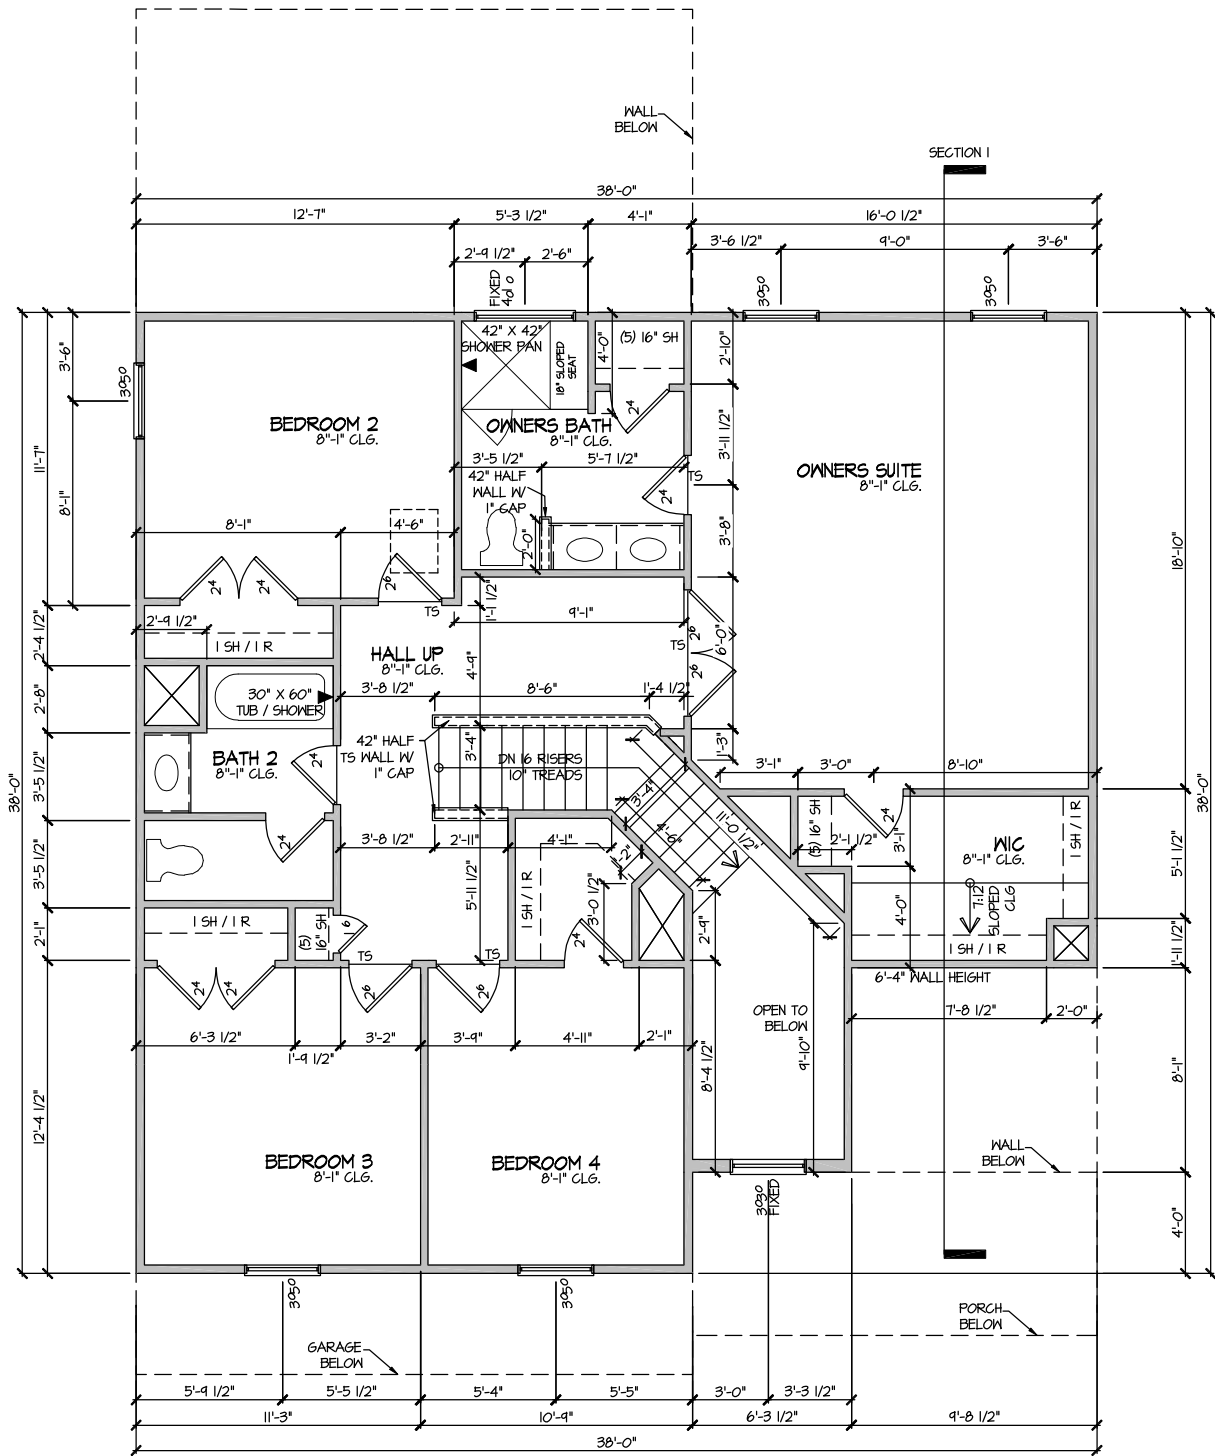 WALL
BELOW
SECTION 1
38'-0"
12'-7"
5'-3 1/2"
4'-1"
16'-0 1/2"
3'-6 1/2"
9'-0"
3'-6"
2'-9 1/2"
2'-6"
FIXED
4010
3050
3050
42" X 42"
SHOWER PAN
18" SLOPED
SEAT
4'-0"
(5) 16" SH
2'-10"
3'-6"
3050
11'-7"
8'-1"
38'-0"
BEDROOM 2
8"-1" CLG.
OWNERS BATH
8"-1" CLG.
24
3'-11 1/2"
OWNERS SUITE
8"-1" CLG.
18'-10"
38'-0"
3'-5 1/2"
5'-7 1/2"
TS
42" HALF
WALL W/
1" CAP
24
2'-0"
3'-8"
8'-1"
4'-6"
24
24
26
TS
1'-1 1/2"
9'-1"
26
TS
6'-0"
26
2'-4 1/2"
2'-9 1/2"
1 SH / 1 R
HALL UP
8"-1" CLG.
4'-9"
3'-8 1/2"
8'-6"
1'-4 1/2"
2'-8"
30" X 60"
TUB / SHOWER
42" HALF
TS WALL W/
1" CAP
3'-4"
DN 16 RISERS
10" TREADS
1'-3"
3'-1"
3'-0"
8'-10"
BATH 2
8"-1" CLG.
24
3'-5 1/2"
3'-4"
4'-6"
11'-0 1/2"
(5) 16" SH
2'-1 1/2"
24
3'-1"
WIC
8"-1" CLG.
1 SH / 1 R
5'-1 1/2"
3'-5 1/2"
24
3'-8 1/2"
2'-11"
4'-1"
5'-11 1/2"
1 SH / 1 R
3'-0 1/2"
24
4'-0"
7:12
SLOPED
CLG
1 SH / 1 R
2'-1"
1 SH / 1 R
(5)
16" SH
TS
TS
2'-9"
1'-11 1/2"
6'-4" WALL HEIGHT
24
24
26
26
7'-8 1/2"
2'-0"
OPEN TO
BELOW
6'-3 1/2"
1'-9 1/2"
3'-2"
3'-9"
4'-11"
2'-1"
8'-4 1/2"
9'-10"
8'-1"
12'-4 1/2"
BEDROOM 3
8'-1" CLG.
BEDROOM 4
8'-1" CLG.
WALL
BELOW
3030
FIXED
4'-0"
3050
3050
PORCH
BELOW
GARAGE
BELOW
5'-9 1/2"
5'-5 1/2"
5'-4"
5'-5"
3'-0"
3'-3 1/2"
11'-3"
10'-9"
6'-3 1/2"
9'-8 1/2"
38'-0"